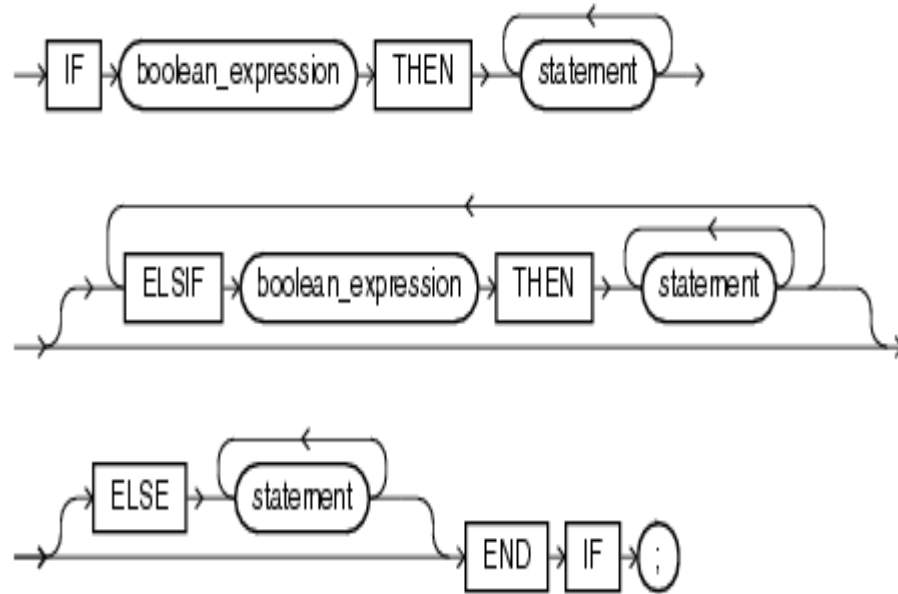 IF boolean_expression THEN statement
ELSIF boolean_expression THEN statement
ELSE statement END IF ;